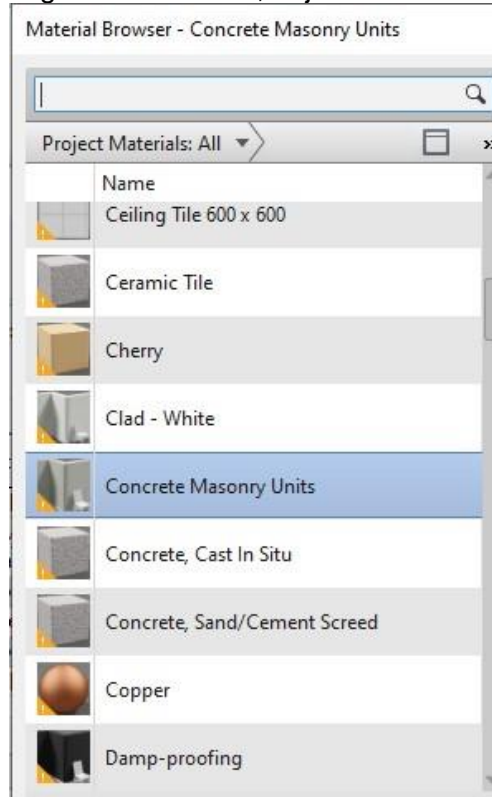 Material Browser - Concrete Masonry Units
Project Materials: All
»
Name
Ceiling Tile 600 x 600
Ceramic Tile
Cherry
Clad - White
Concrete Masonry Units
Concrete, Cast In Situ
Concrete, Sand/Cement Screed
Copper
Damp-proofing